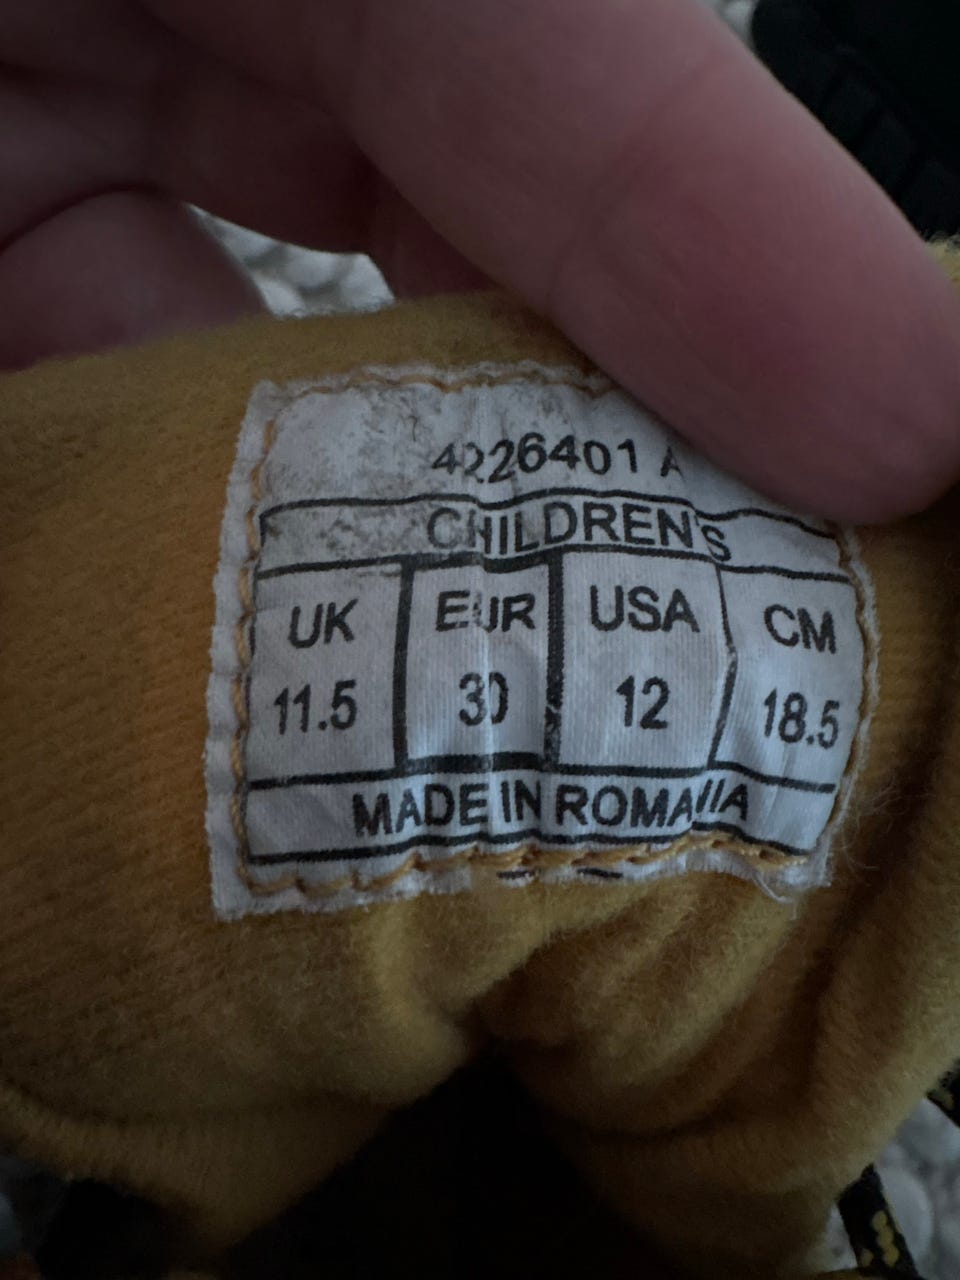 4226401 A
CHILDREN'S
UK EUR USA CM
11.5 30 12 18.5
MADE IN ROMANIA